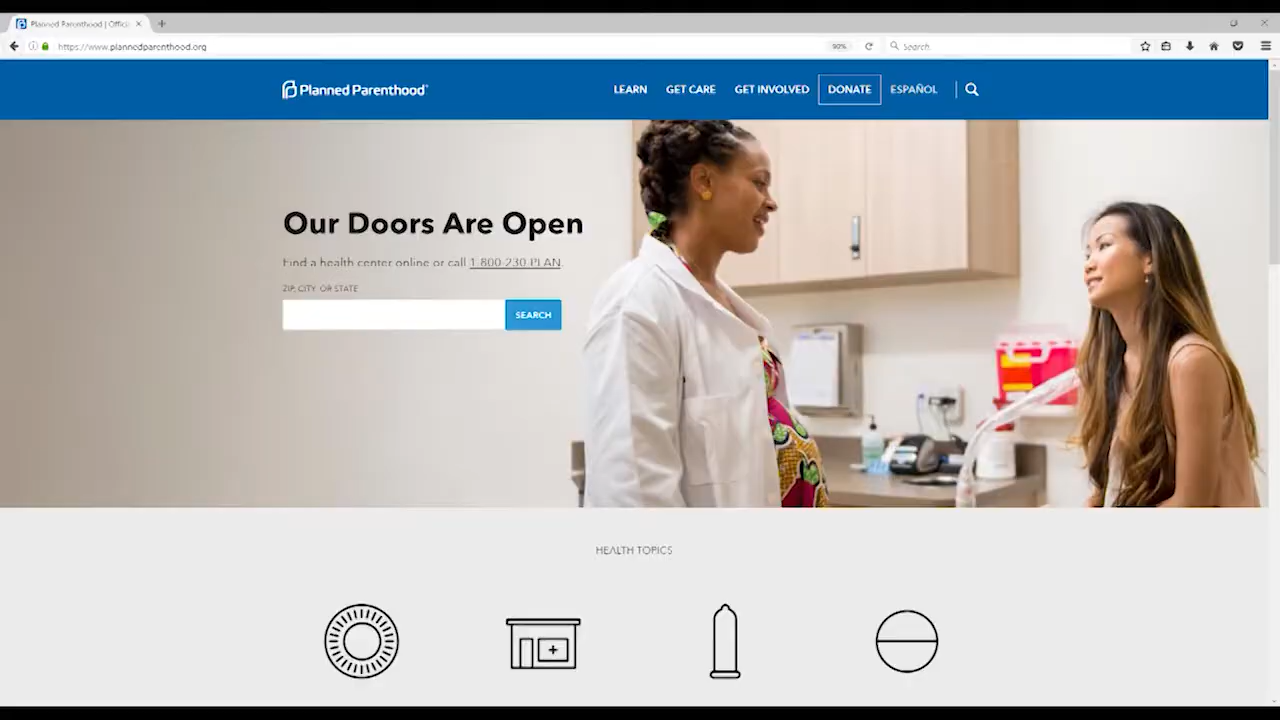 Planned Parenthood | Offici
https://www.plannedparenthood.org
90%
Search
Planned Parenthood
LEARN GET CARE GET INVOLVED DONATE ESPAÑOL
Our Doors Are Open
Find a health center online or call 1-800-230-PLAN.
ZIP, CITY, OR STATE
SEARCH
HEALTH TOPICS